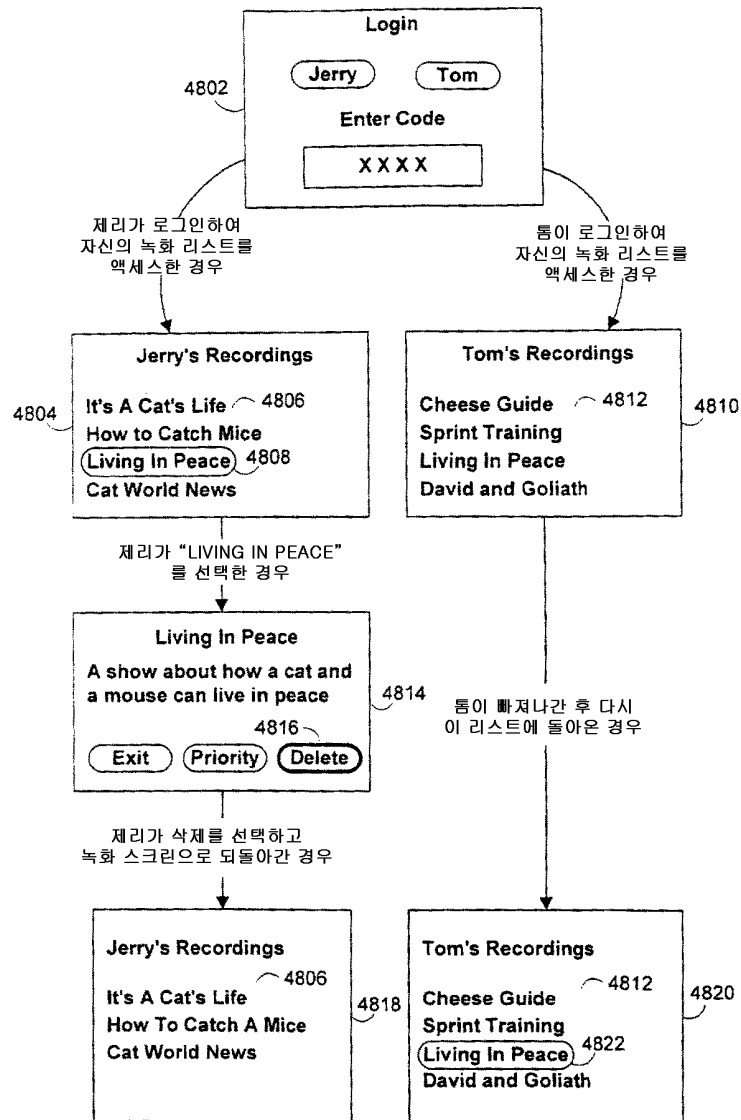 Login
Jerry Tom
4802
Enter Code
X X X X
제리가 로그인하여
자신의 녹화 리스트를
액세스한 경우
톰이 로그인하여
자신의 녹화 리스트를
액세스한 경우
Jerry's Recordings
4804
It's A Cat's Life 4806
How to Catch Mice
Living In Peace 4808
Cat World News
Tom's Recordings
Cheese Guide 4812
4810
Sprint Training
Living In Peace
David and Goliath
제리가 “LIVING IN PEACE”
를 선택한 경우
Living In Peace
A show about how a cat and
a mouse can live in peace
4814
4816
Exit Priority Delete
톰이 빠져나간 후 다시
이 리스트에 돌아온 경우
제리가 삭제를 선택하고
녹화 스크린으로 되돌아간 경우
Jerry's Recordings
4806
It's A Cat's Life
4818
How To Catch A Mice
Cat World News
Tom's Recordings
4812
4820
Cheese Guide
Sprint Training
Living In Peace 4822
David and Goliath